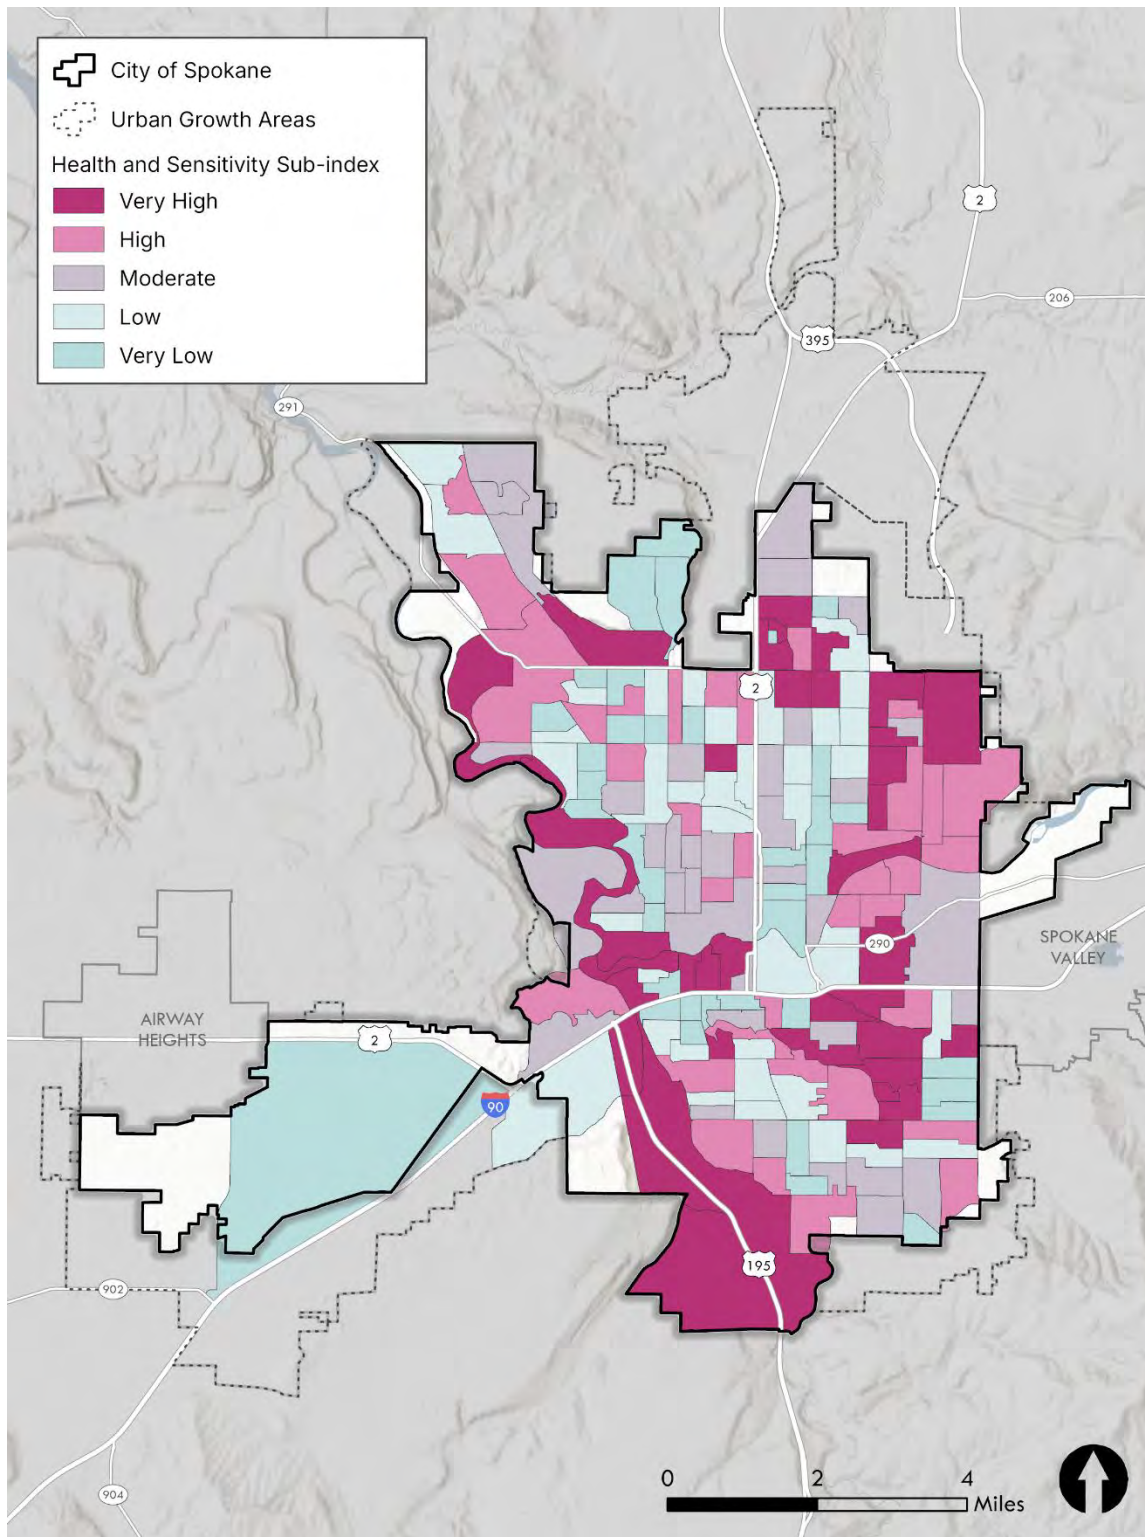 City of Spokane
Urban Growth Areas
Health and Sensitivity Sub-index
Very High
High
Moderate
Low
Very Low
2
206
395
291
2
290
SPOKANE
VALLEY
AIRWAY
HEIGHTS
2
90
195
902
904
0 2 4
Miles